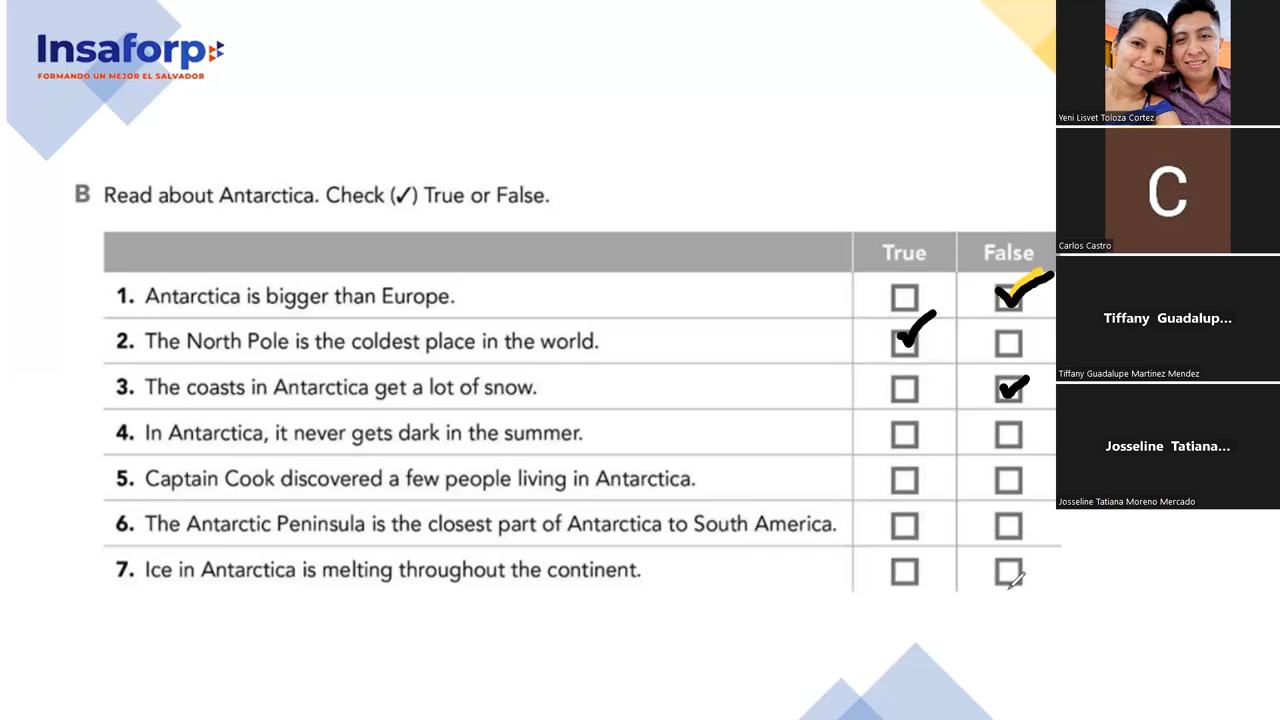 Insaforp
FORMANDO UN MEJOR EL SALVADOR
B Read about Antarctica. Check (✓) True or False.
True False
1. Antarctica is bigger than Europe.
2. The North Pole is the coldest place in the world.
3. The coasts in Antarctica get a lot of snow.
4. In Antarctica, it never gets dark in the summer.
5. Captain Cook discovered a few people living in Antarctica.
6. The Antarctic Peninsula is the closest part of Antarctica to South America.
7. Ice in Antarctica is melting throughout the continent.
Yeni Lisvet Toloza Cortez
C
Carlos Castro
Tiffany Guadalup...
Tiffany Guadalupe Martinez Mendez
Josseline Tatiana...
Josseline Tatiana Moreno Mercado